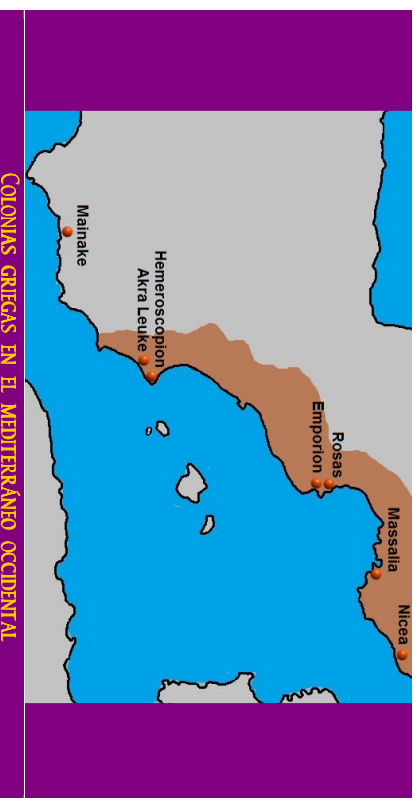 Nicea
Massalia
Rosas
Emporion
Hemeroscopion
Akra Leuke
Mainake
COLONIAS GRIEGAS EN EL MEDITERRÁNEO OCCIDENTAL